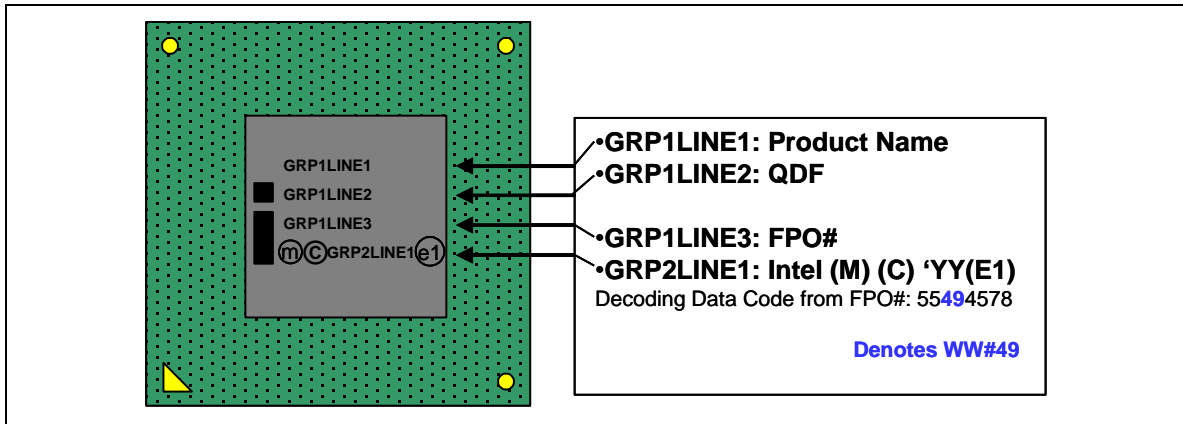 GRP1LINE1
GRP1LINE2
GRP1LINE3
m C GRP2LINE1 e1
•GRP1LINE1: Product Name
•GRP1LINE2: QDF
•GRP1LINE3: FPO#
•GRP2LINE1: Intel (M) (C) ‘YY(E1)
Decoding Data Code from FPO#: 55494578
Denotes WW#49